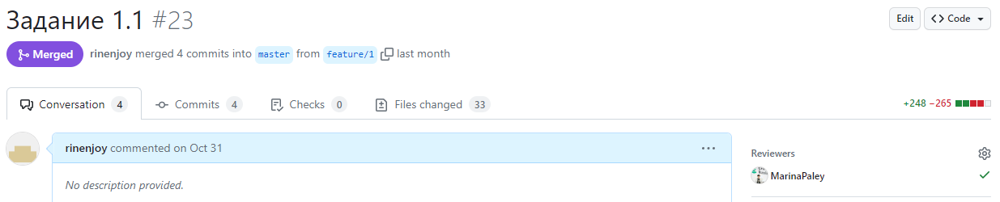 Задание 1.1 #23
Edit
Code
Merged
rinenjoy merged 4 commits into master from feature/1 last month
Conversation 4
Commits 4
Checks 0
Files changed 33
+248 −265
rinenjoy commented on Oct 31
No description provided.
Reviewers
MarinaPaley